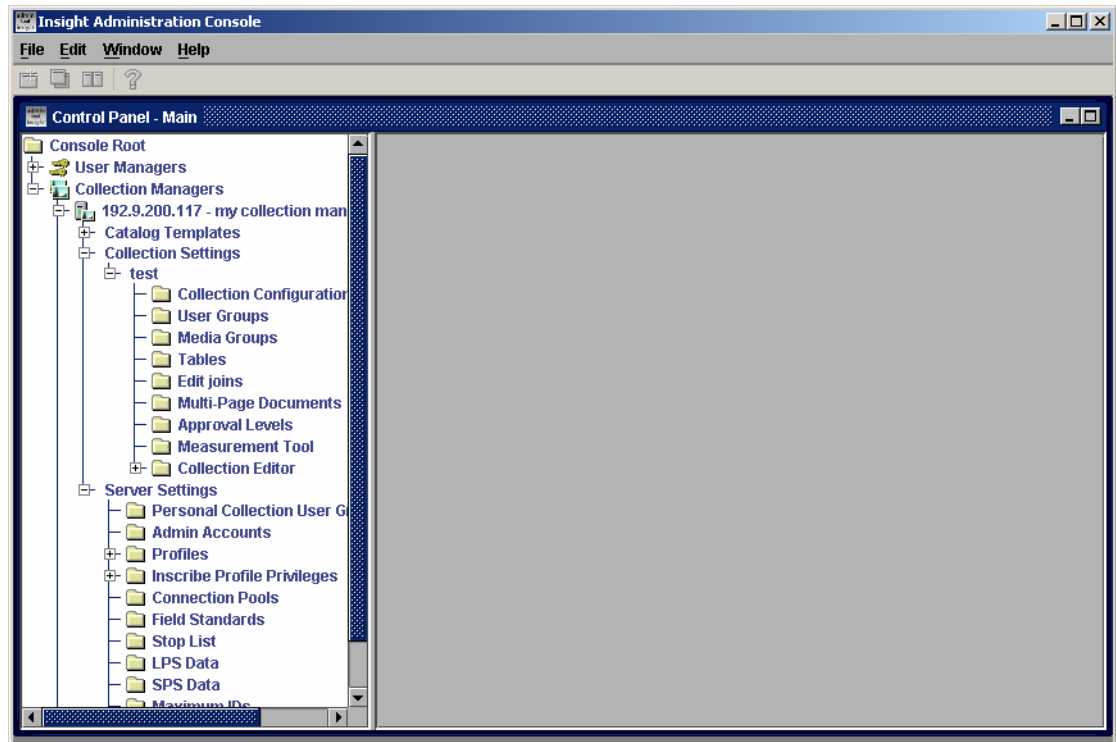 Insight Administration Console
File Edit Window Help
Control Panel - Main
Console Root
User Managers
Collection Managers
192.9.200.117 - my collection man
Catalog Templates
Collection Settings
test
Collection Configuration
User Groups
Media Groups
Tables
Edit joins
Multi-Page Documents
Approval Levels
Measurement Tool
Collection Editor
Server Settings
Personal Collection User G
Admin Accounts
Profiles
Inscribe Profile Privileges
Connection Pools
Field Standards
Stop List
LPS Data
SPS Data
Maximum IDs